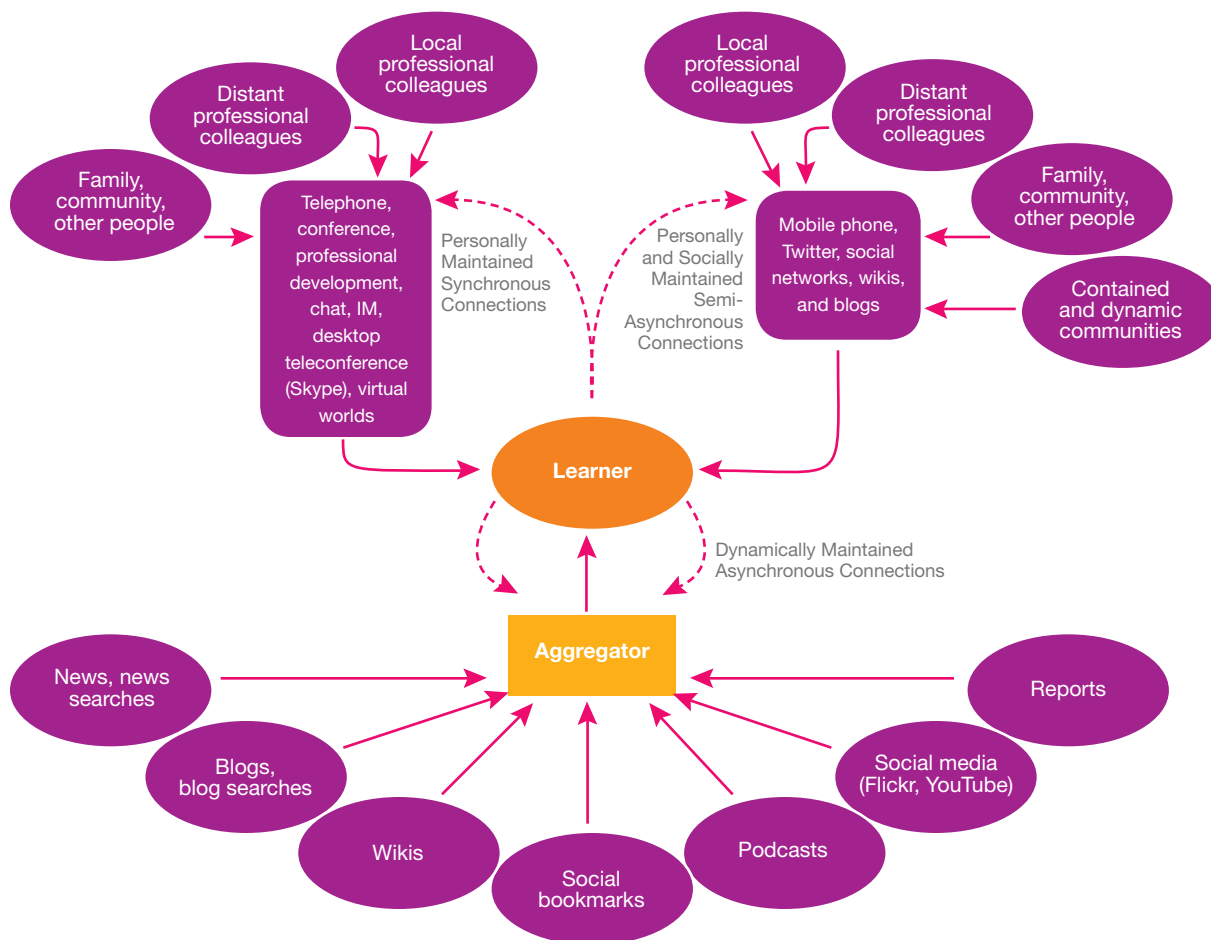 Local
professional
colleagues
Distant
professional
colleagues
Family,
community,
other people
Telephone,
conference,
professional
development,
chat, IM,
desktop
teleconference
(Skype), virtual
worlds
Personally
Maintained
Synchronous
Connections
Local
professional
colleagues
Distant
professional
colleagues
Family,
community,
other people
Contained
and dynamic
communities
Mobile phone,
Twitter, social
networks, wikis,
and blogs
Personally
and Socially
Maintained
Semi-
Asynchronous
Connections
Learner
Dynamically Maintained
Asynchronous Connections
Aggregator
News, news
searches
Blogs,
blog searches
Wikis
Social
bookmarks
Podcasts
Social media
(Flickr, YouTube)
Reports